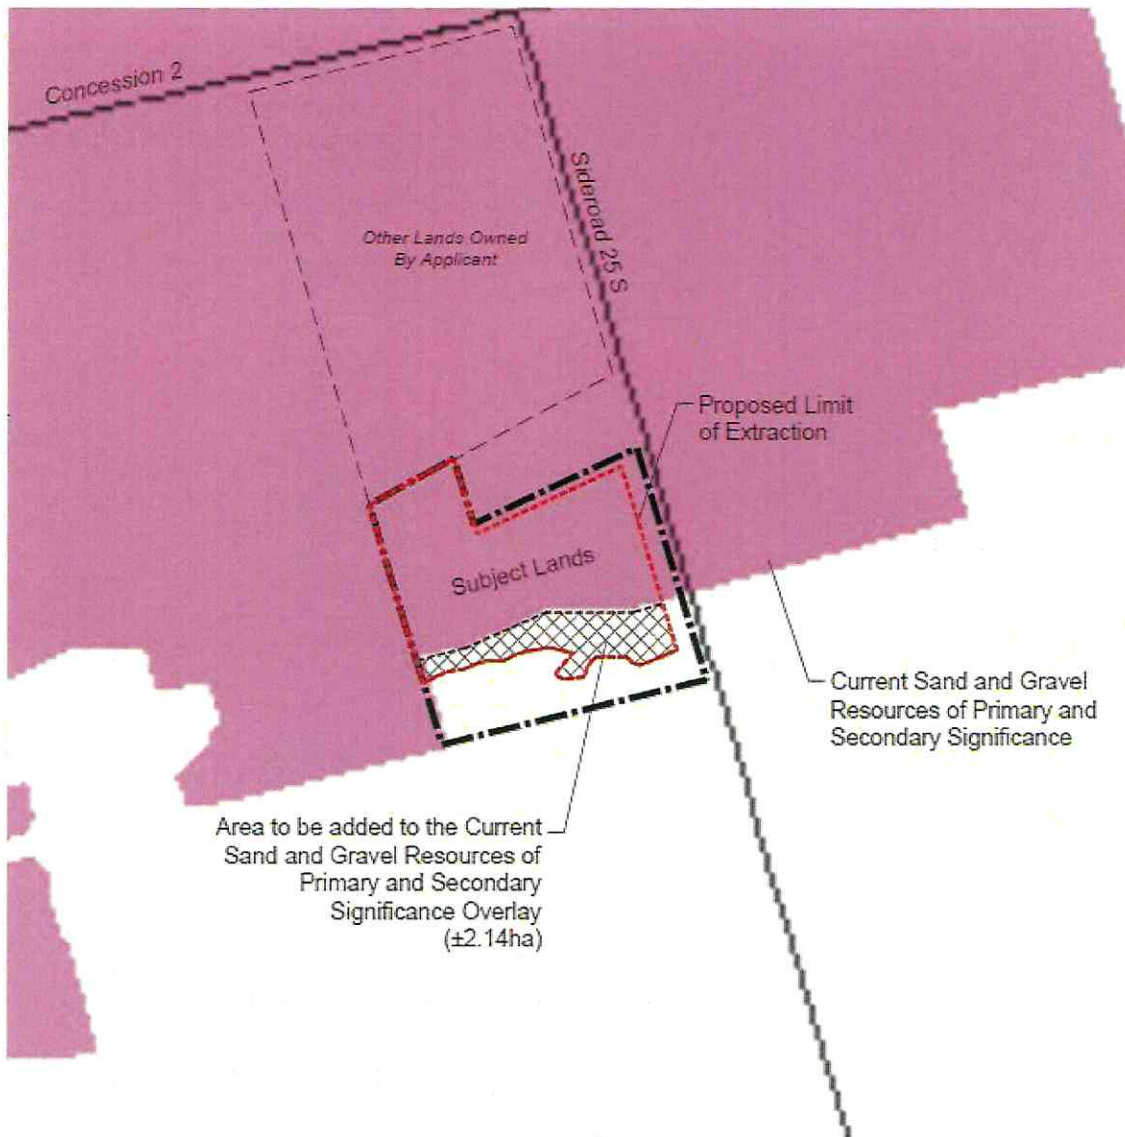 Concession 2
Sideroad 25 S
Other Lands Owned
By Applicant
Proposed Limit
of Extraction
Subject Lands
Current Sand and Gravel
Resources of Primary and
Secondary Significance
Area to be added to the Current
Sand and Gravel Resources of
Primary and Secondary
Significance Overlay
(±2.14ha)